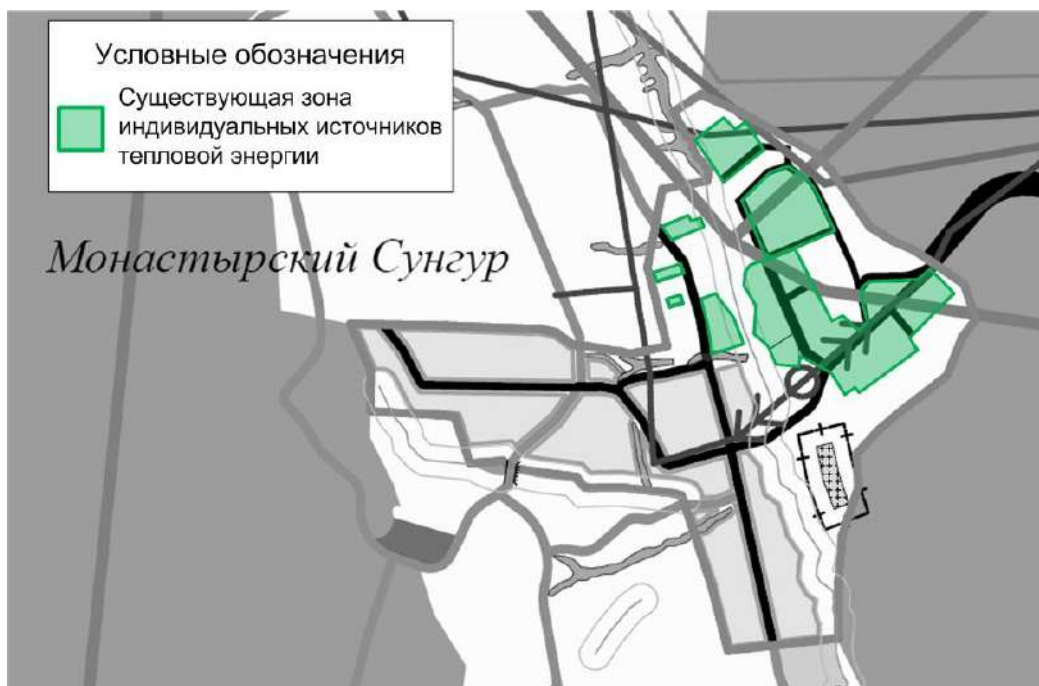 Условные обозначения
Существующая зона
индивидуальных источников
тепловой энергии
Монастырский Сунгур